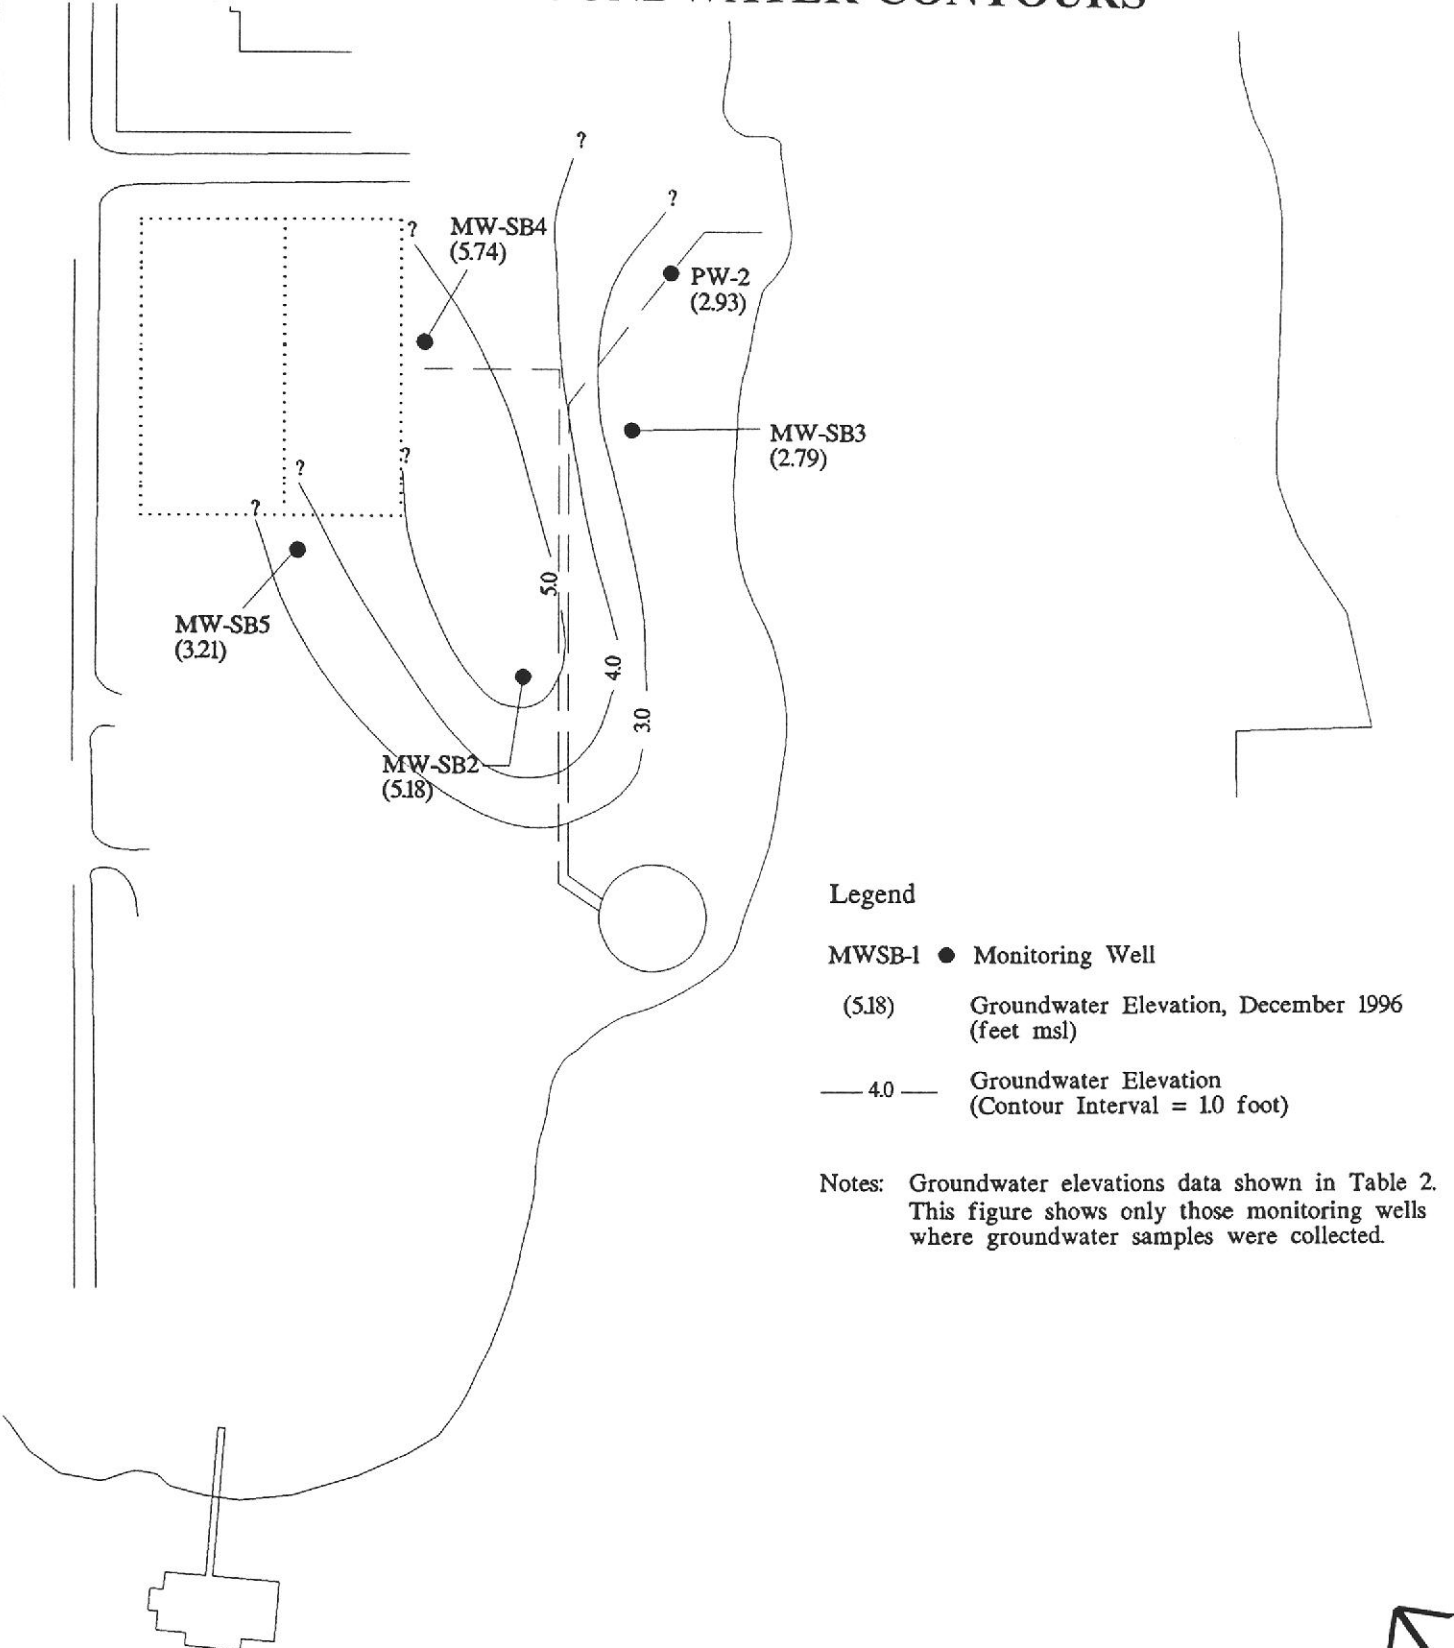 WATER CONTOURS
?
?
?
MW-SB4
(5.74)
PW-2
(2.93)
MW-SB3
(2.79)
?
?
?
MW-SB5
(3.21)
5.0
4.0
3.0
MW-SB2
(5.18)
Legend
MWSB-1 ● Monitoring Well
(5.18) Groundwater Elevation, December 1996
(feet msl)
4.0 Groundwater Elevation
(Contour Interval = 1.0 foot)
Notes: Groundwater elevations data shown in Table 2.
This figure shows only those monitoring wells
where groundwater samples were collected.